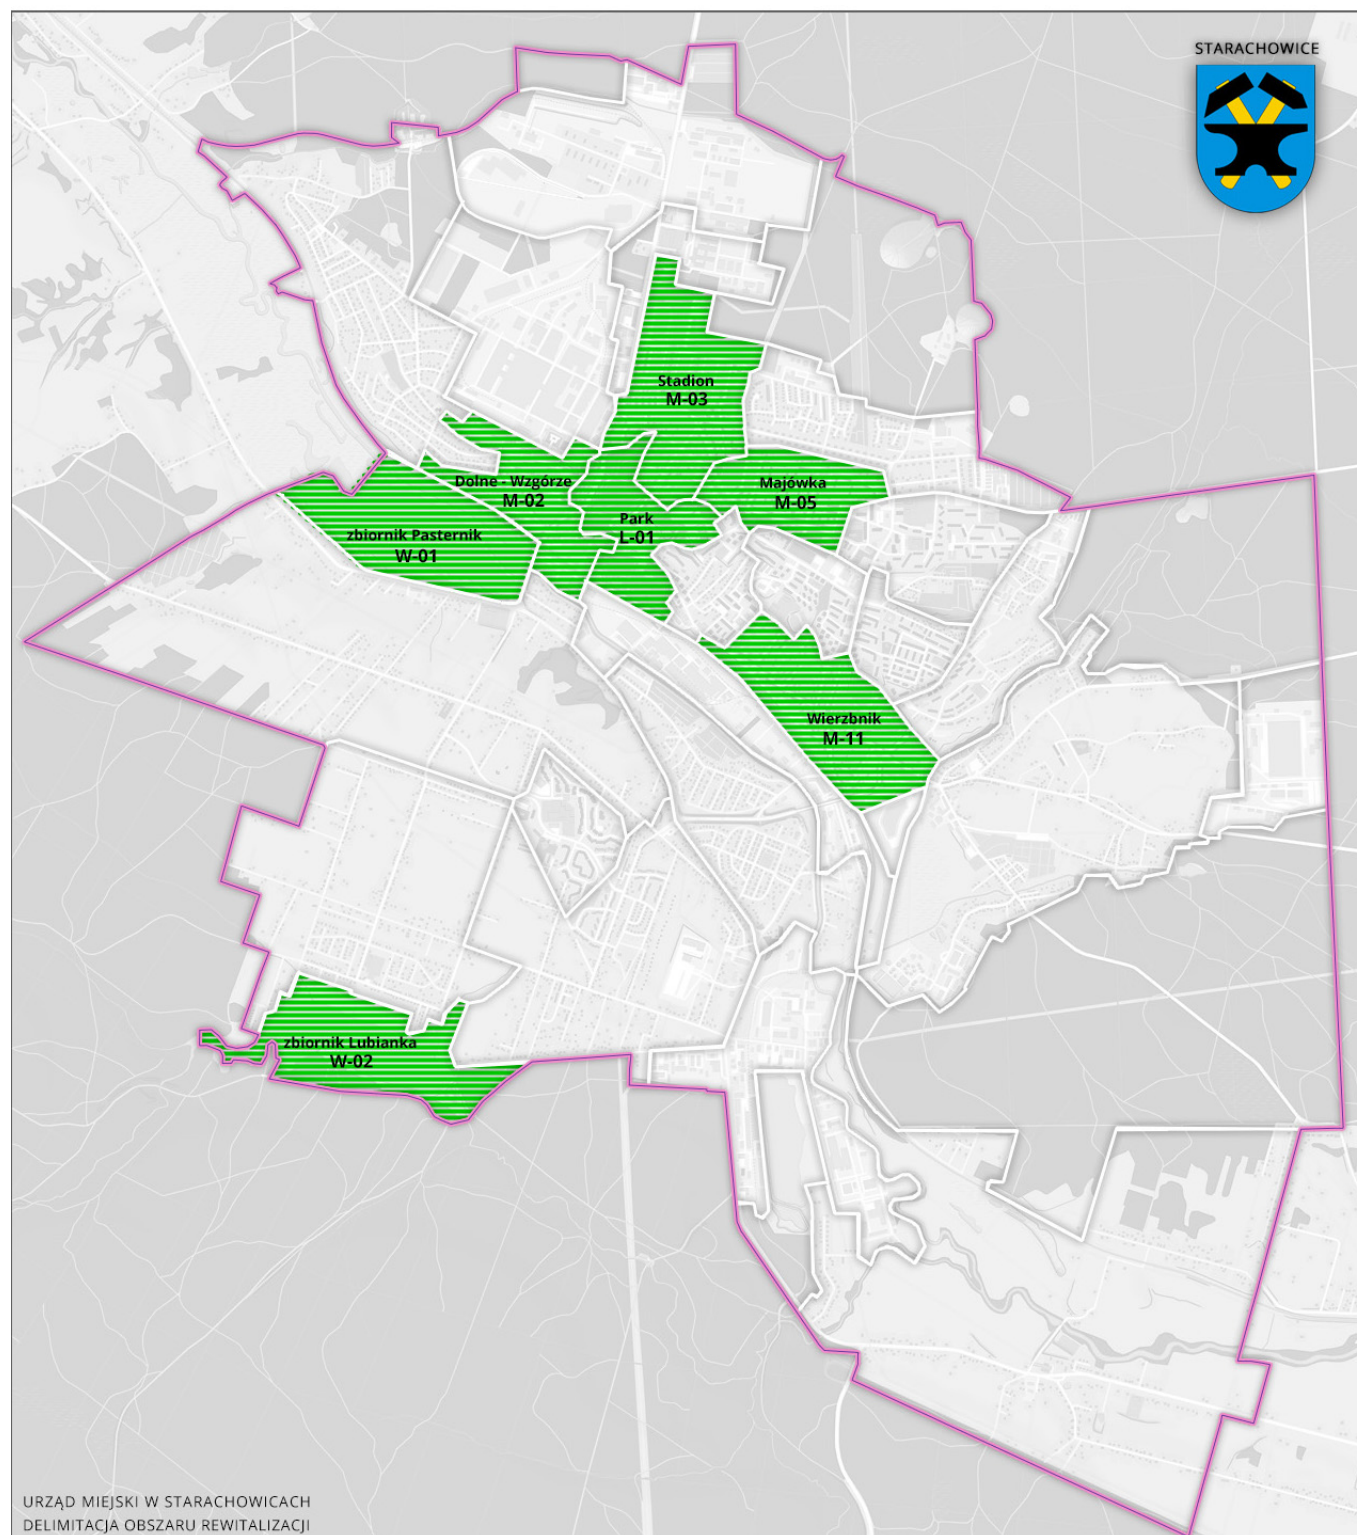 STARACHOWICE
Stadion
M-03
Dolne - Wzgórze
M-02
Majówka
M-05
Park
L-01
zbiornik Pasternik
W-01
Wierzbnik
M-11
zbiornik Lubianka
W-02
URZĄD MIEJSKI W STARACHOWICACH
DELIMITACJA OBSZARU REWITALIZACJI